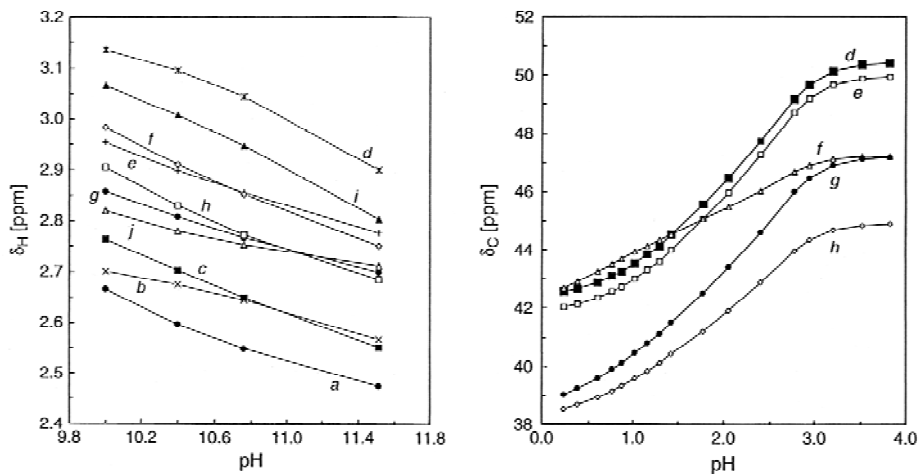 3.2
3.1
3.0
2.9
2.8
2.7
2.6
2.5
2.4
δH [ppm]
d
i
f
e
h
g
j
c
b
a
9.8 10.2 10.6 11.0 11.4 11.8
pH
52
50
48
46
44
42
40
38
δC [ppm]
d
e
f
g
h
0.0 1.0 2.0 3.0 4.0
pH